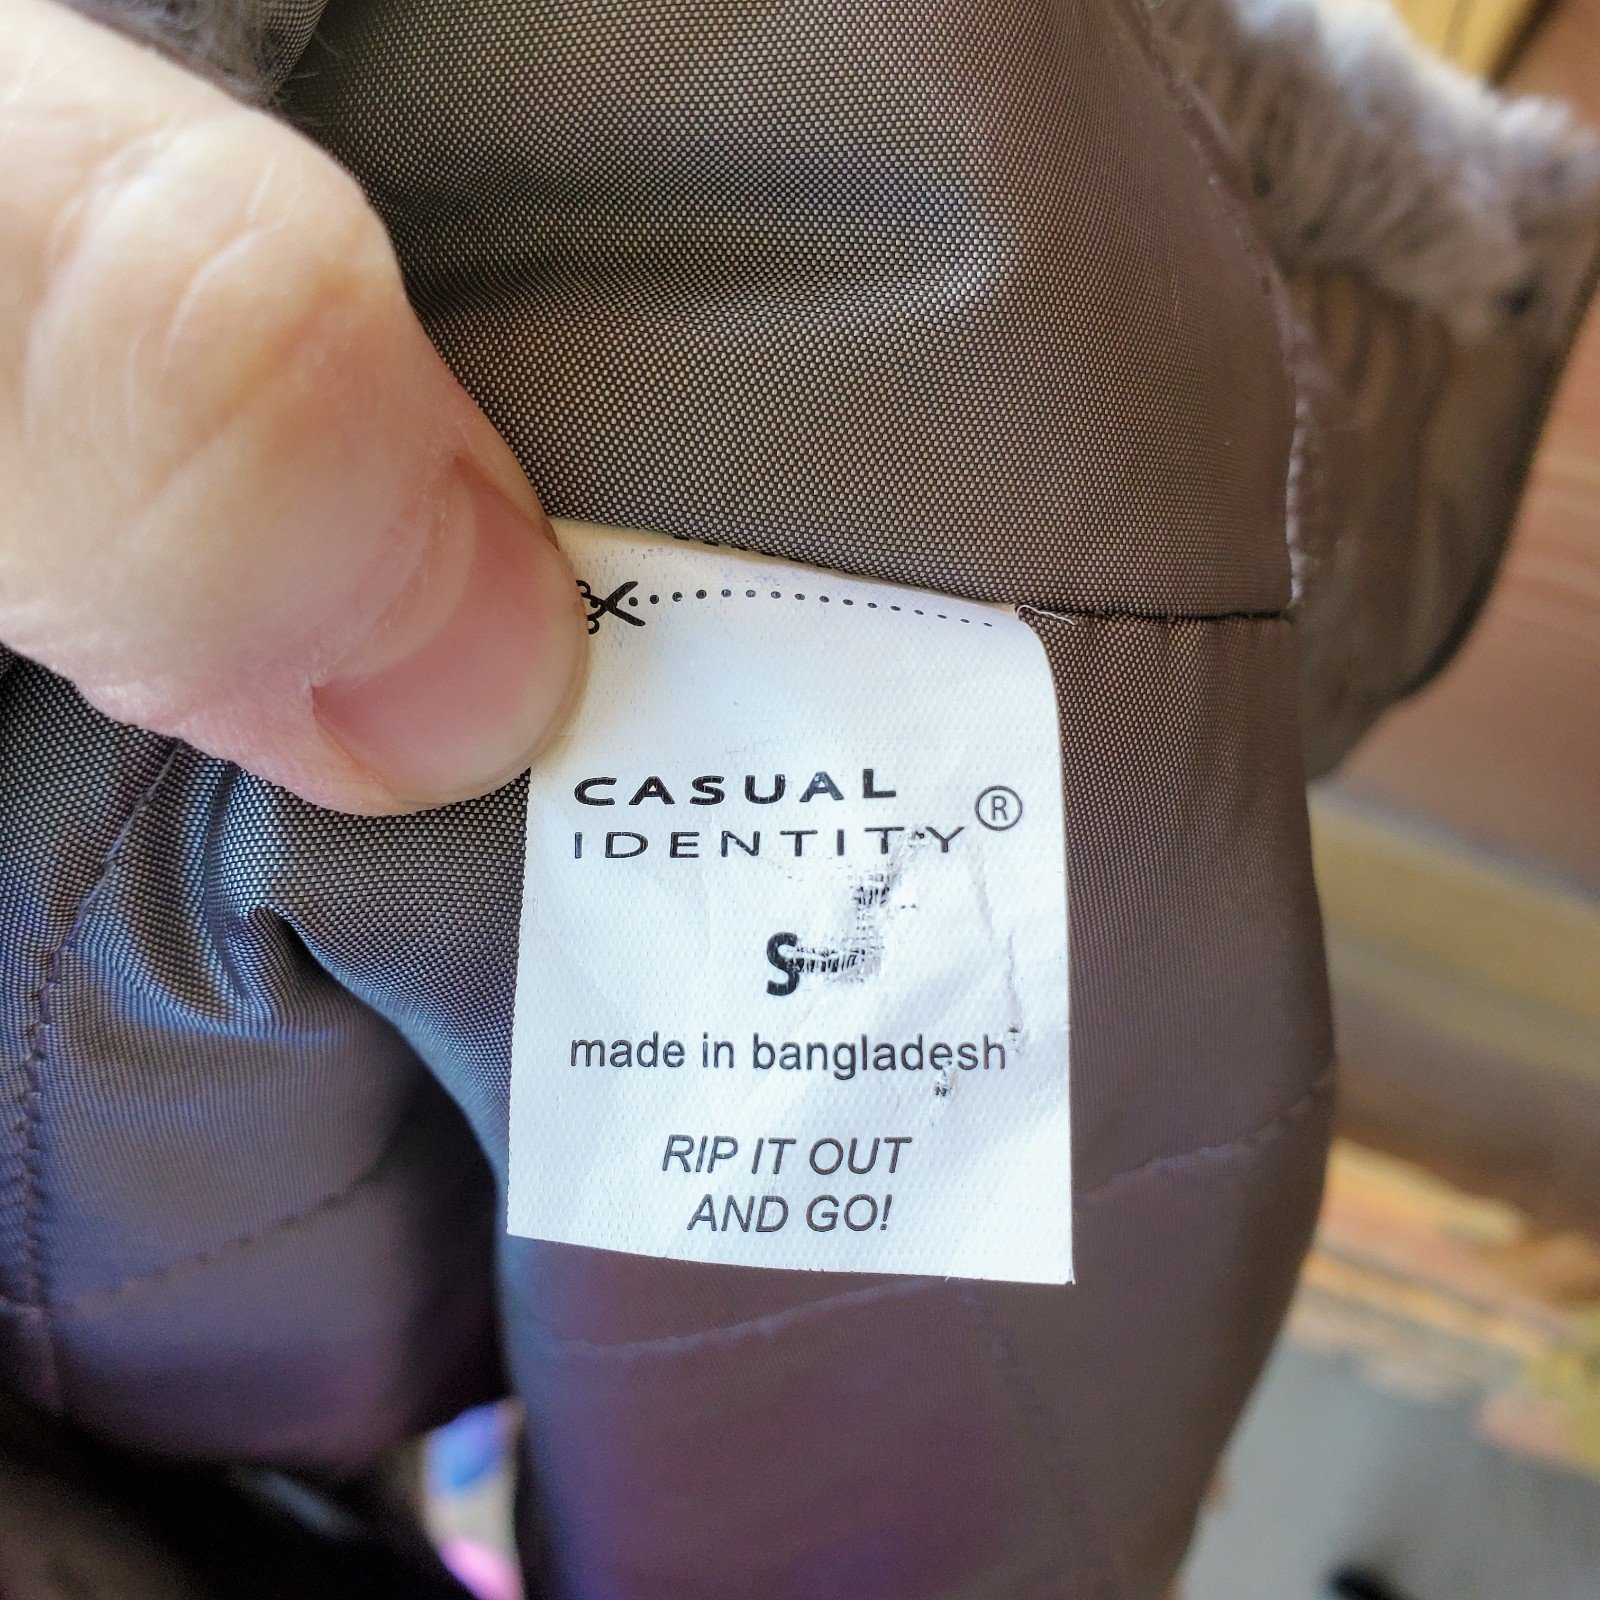 CASUAL
IDENTITY ®
S
made in bangladesh
RIP IT OUT
AND GO!